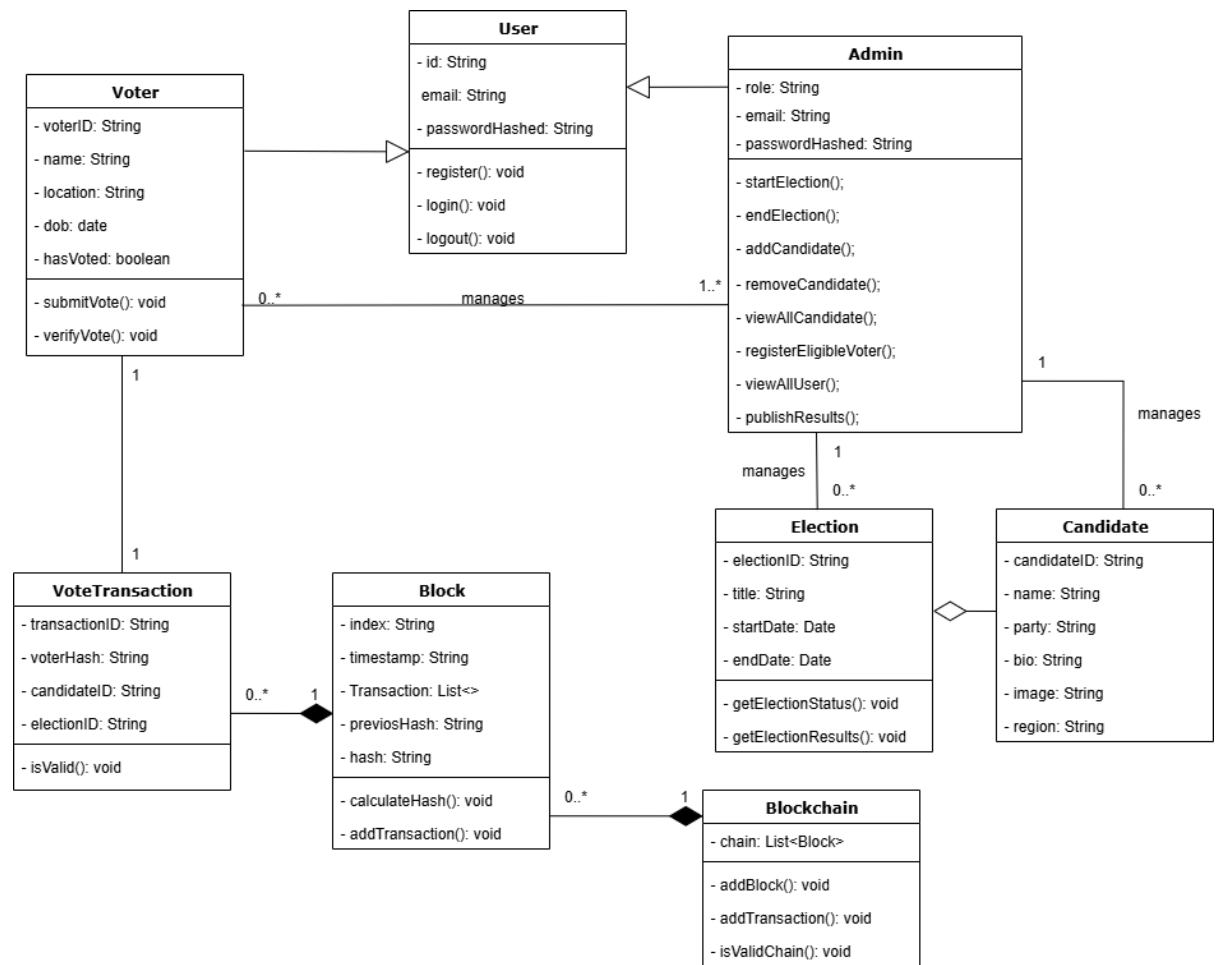 User
- id: String
email: String
- passwordHashed: String
- register(): void
- login(): void
- logout(): void
Admin
- role: String
- email: String
- passwordHashed: String
- startElection();
- endElection();
- addCandidate();
- removeCandidate();
- viewAllCandidate();
- registerEligibleVoter();
- viewAllUser();
- publishResults();
Voter
- voterID: String
- name: String
- location: String
- dob: date
- hasVoted: boolean
- submitVote(): void
- verifyVote(): void
0..*
manages
1..*
1
1
manages
1
manages
0..*
0..*
1
Election
- electionID: String
- title: String
- startDate: Date
- endDate: Date
- getElectionStatus(): void
- getElectionResults(): void
Candidate
- candidateID: String
- name: String
- party: String
- bio: String
- image: String
- region: String
VoteTransaction
- transactionID: String
- voterHash: String
- candidateID: String
- electionID: String
- isValid(): void
0..*
1
Block
- index: String
- timestamp: String
- Transaction: List<>
- previosHash: String
- hash: String
- calculateHash(): void
- addTransaction(): void
0..*
1
Blockchain
- chain: List<Block>
- addBlock(): void
- addTransaction(): void
- isValidChain(): void